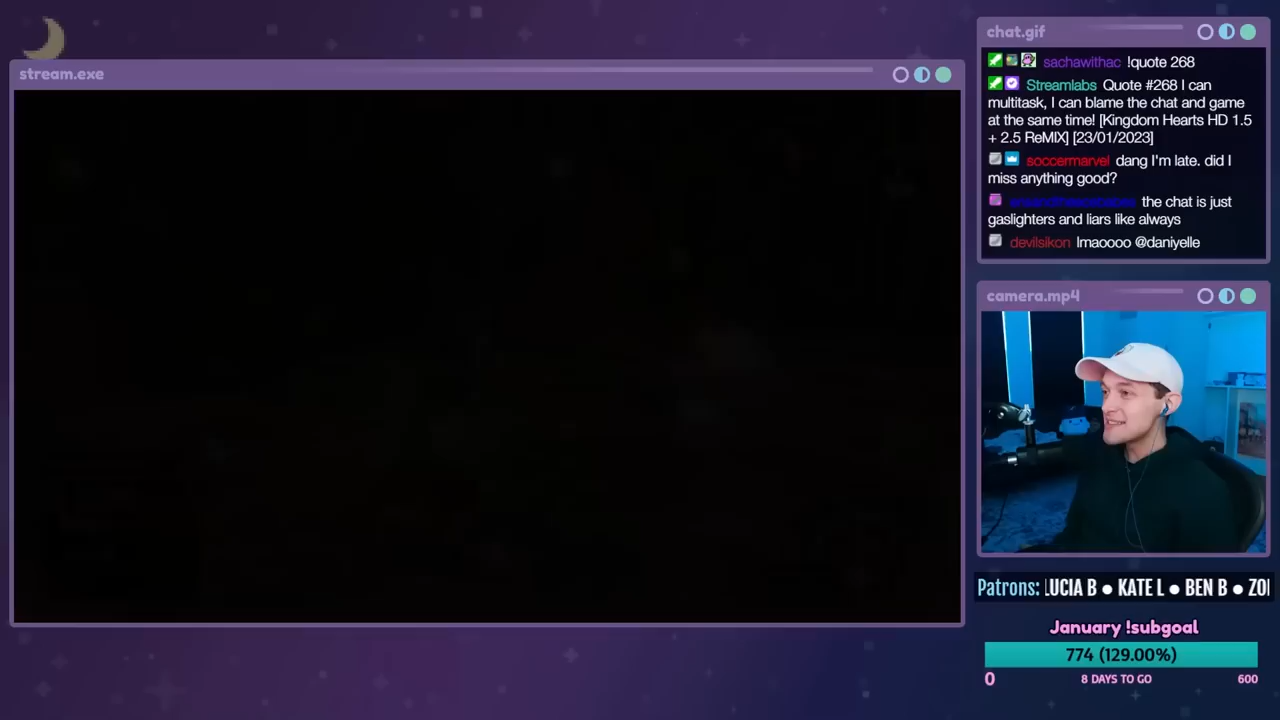 stream.exe
chat.gif
sachawithac !quote 268
Streamlabs Quote #268 I can
multitask, I can blame the chat and game
at the same time! [Kingdom Hearts HD 1.5
+ 2.5 ReMIX] [23/01/2023]
soccermarvel dang I'm late. did I
miss anything good?
the chat is just
gaslighters and liars like always
devilsikon lmaoooo @daniyelle
camera.mp4
Patrons: LUCIA B ● KATE L ● BEN B ●
January !subgoal
774 (129.00%)
0 8 DAYS TO GO 600